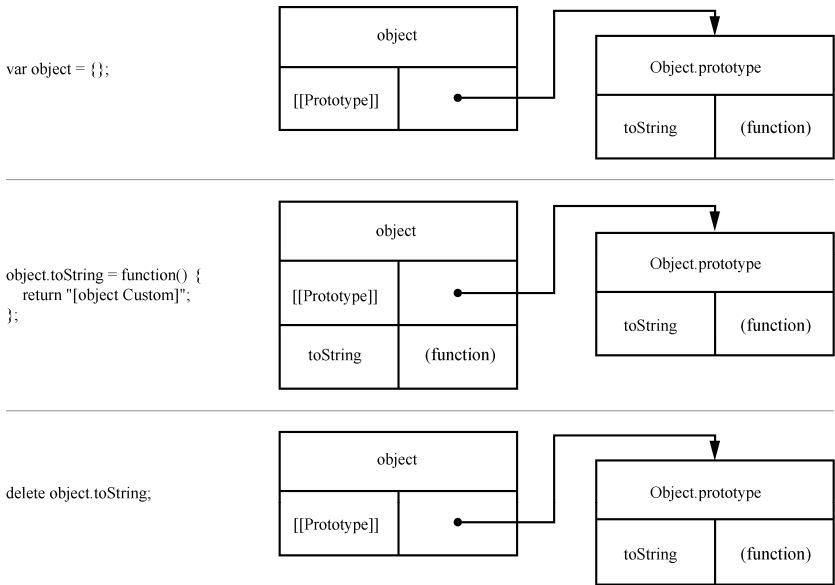 var object = {};
object
[[Prototype]]
Object.prototype
toString (function)
object.toString = function() {
return "[object Custom]";
};
object
[[Prototype]]
toString (function)
Object.prototype
toString (function)
delete object.toString;
object
[[Prototype]]
Object.prototype
toString (function)